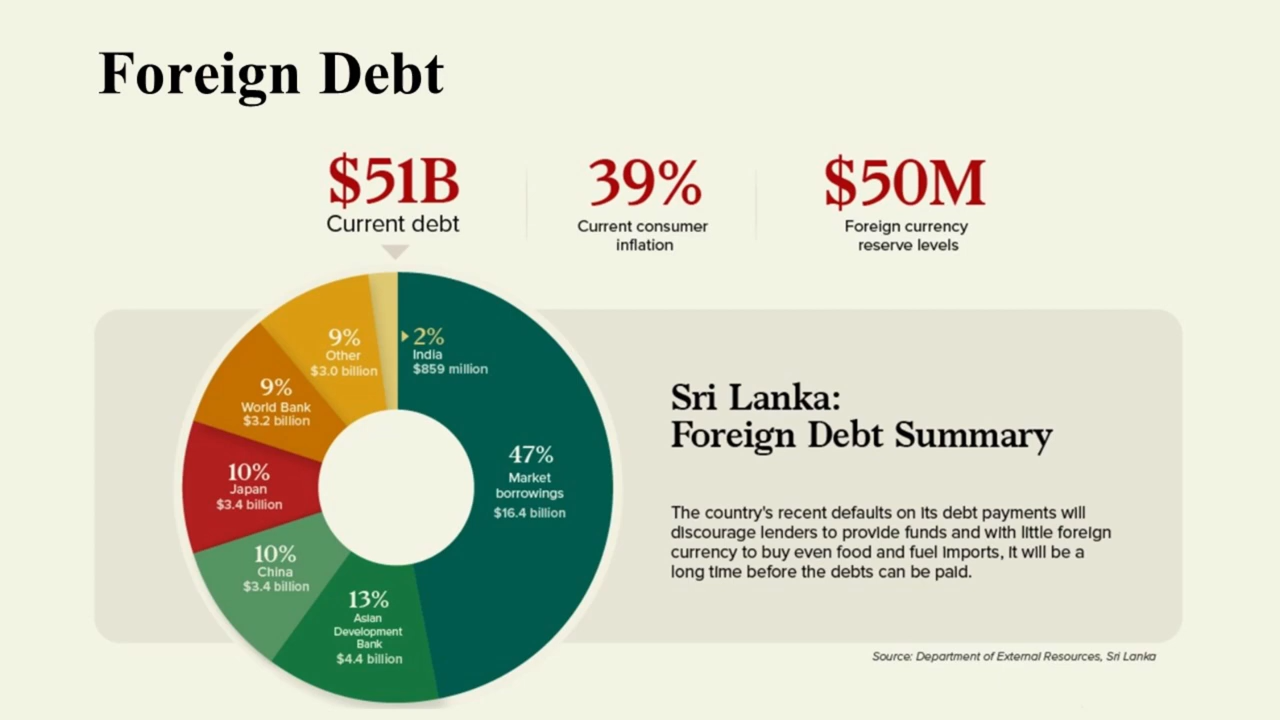 Foreign Debt
$51B
Current debt
39%
Current consumer
inflation
$50M
Foreign currency
reserve levels
2%
India
$859 million
9%
Other
$3.0 billion
9%
World Bank
$3.2 billion
47%
Market
borrowings
$16.4 billion
10%
Japan
$3.4 billion
10%
China
$3.4 billion
13%
Asian
Development
Bank
$4.4 billion
Sri Lanka:
Foreign Debt Summary
The country's recent defaults on its debt payments will
discourage lenders to provide funds and with little foreign
currency to buy even food and fuel imports, it will be a
long time before the debts can be paid.
Source: Department of External Resources, Sri Lanka